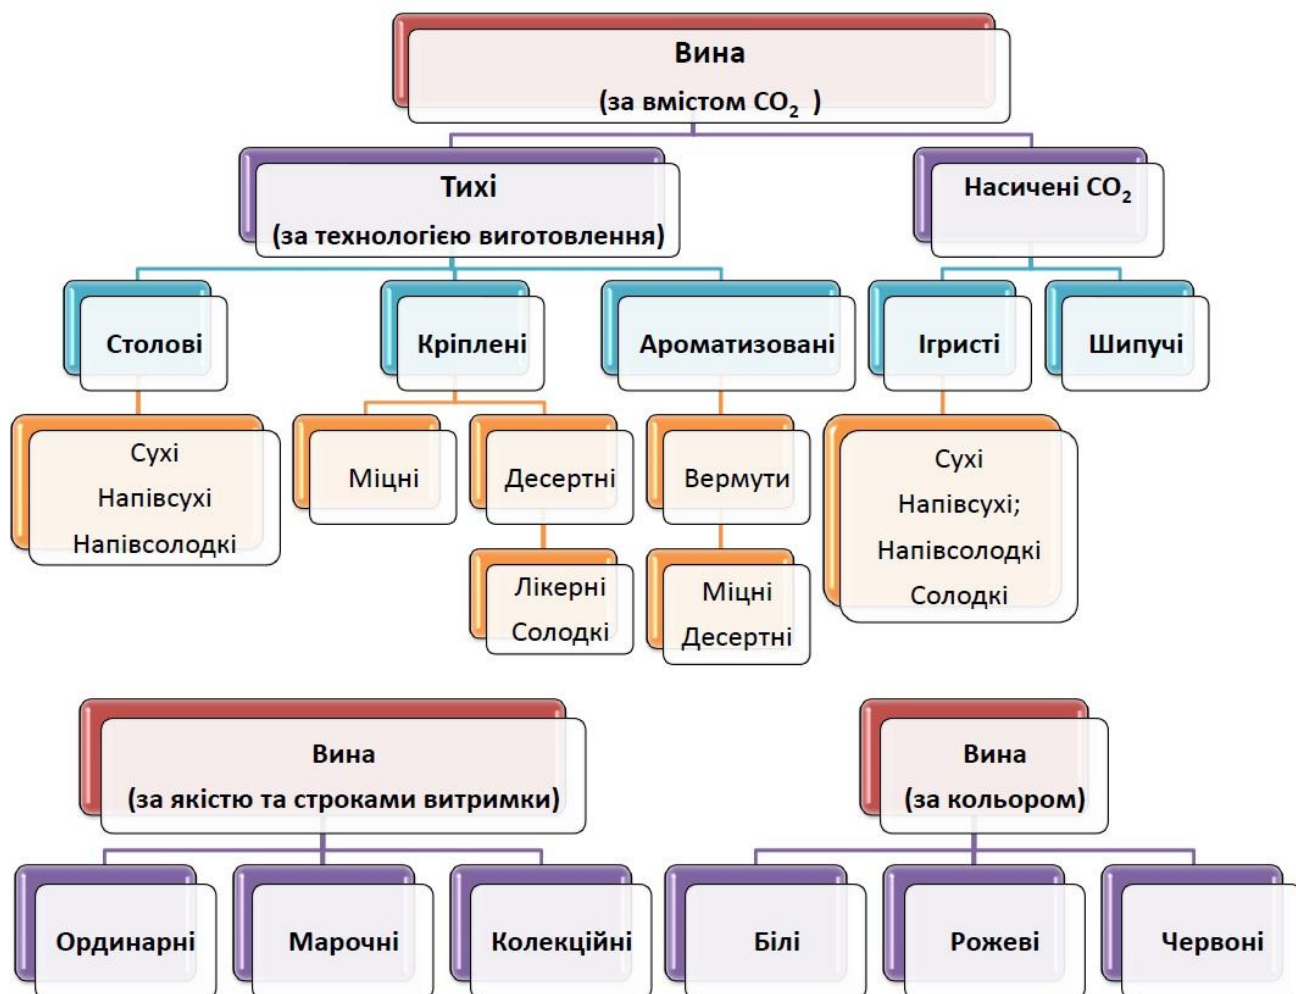 Вина
(за вмістом CO₂ )
Тихі
(за технологією виготовлення)
Насичені CO₂
Столові
Кріплені
Ароматизовані
Ігристі
Шипучі
Сухі
Напівсухі
Напівсолодкі
Міцні
Десертні
Вермути
Сухі
Напівсухі;
Напівсолодкі
Солодкі
Лікерні
Солодкі
Міцні
Десертні
Вина
(за якістю та строками витримки)
Вина
(за кольором)
Ординарні
Марочні
Колекційні
Білі
Рожеві
Червоні